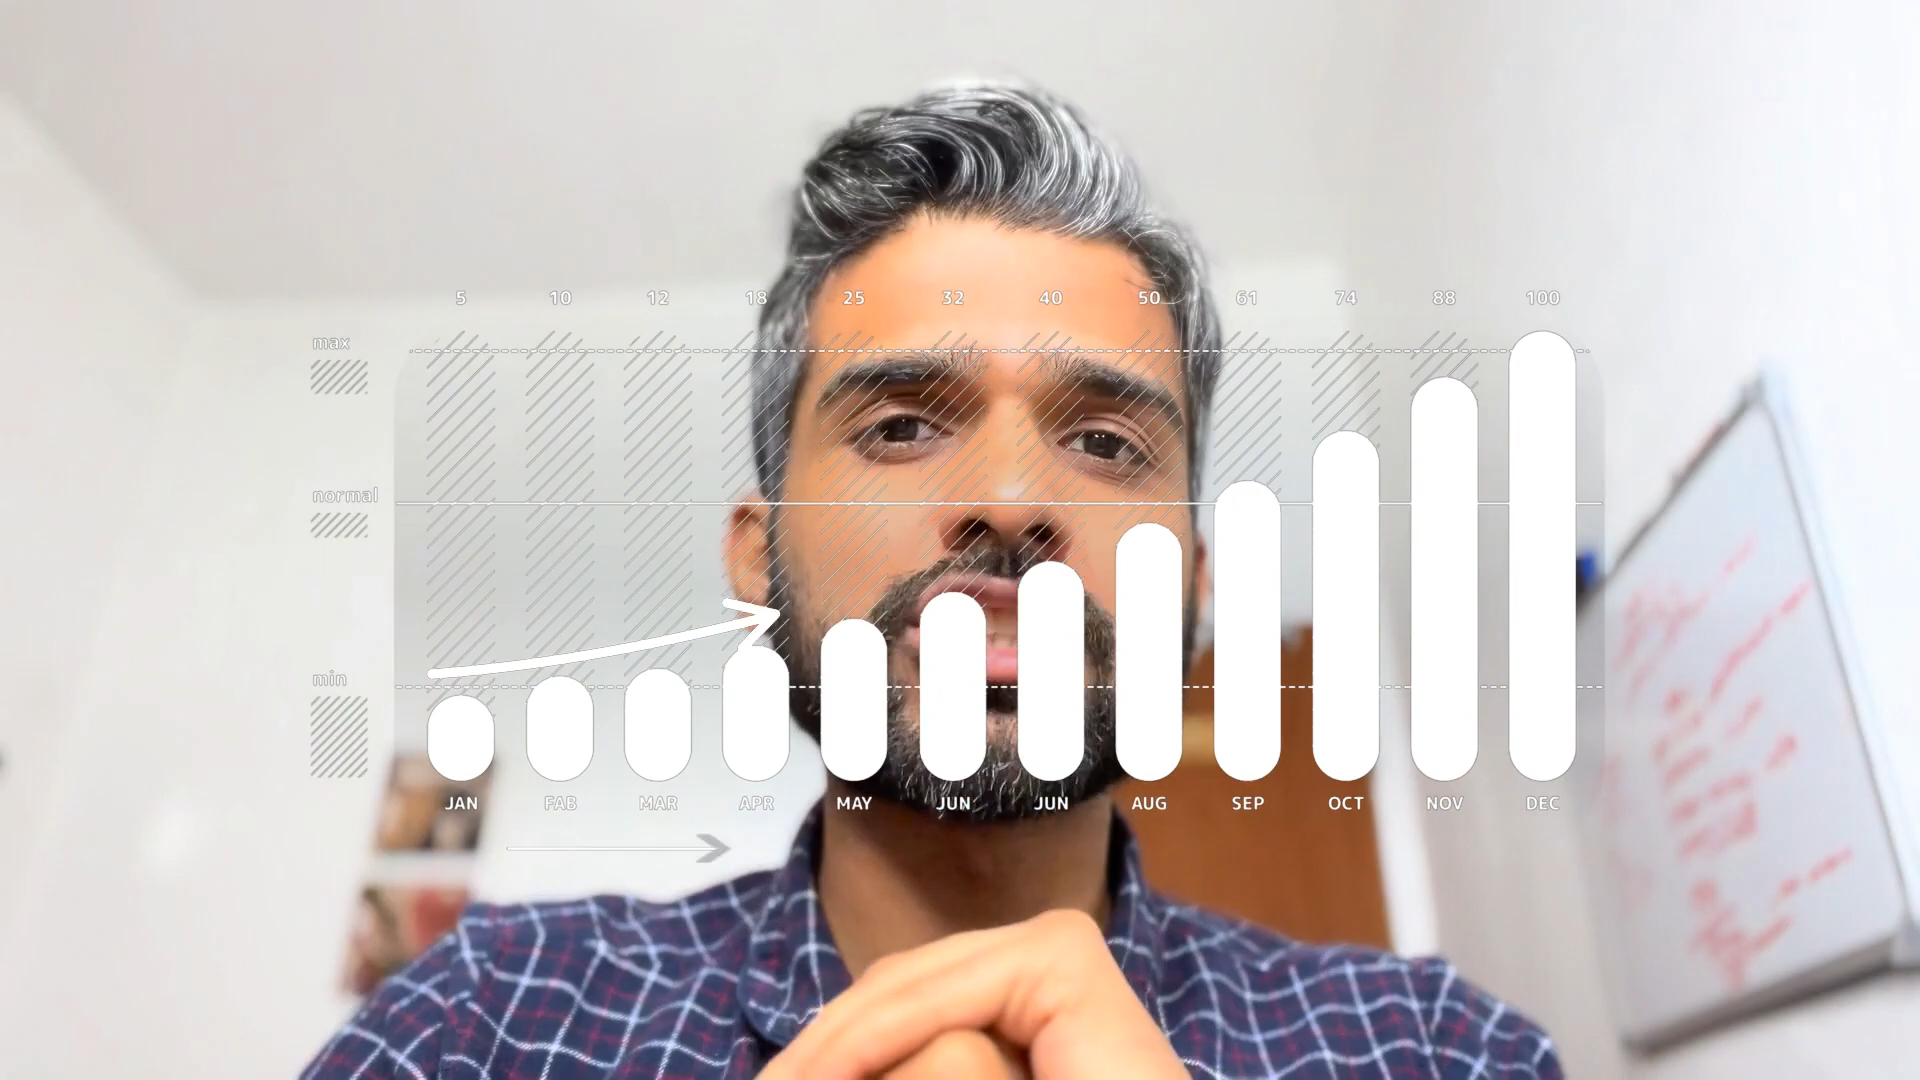 5 10 12 18 25 32 40 50 61 74 88 100
max
normal
min
JAN FAB MAR APR MAY JUN JUN AUG SEP OCT NOV DEC